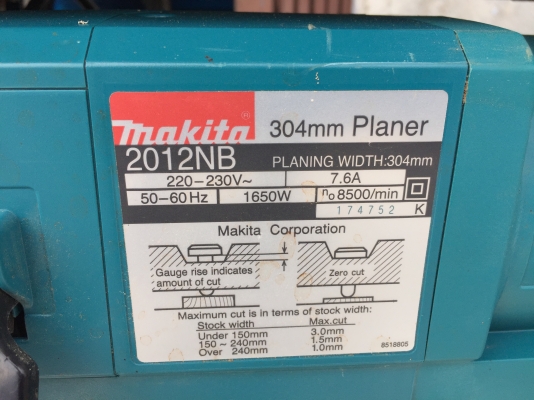 makita 304mm Planer
2012NB PLANING WIDTH:304mm
220-230V~ 7.6A
50-60Hz 1650W n₀8500/min
174752 K
Makita Corporation
Gauge rise indicates
amount of cut
Zero cut
Maximum cut is in terms of stock width:
Stock width Max.cut
Under 150mm 3.0mm
150 ~ 240mm 1.5mm
Over 240mm 1.0mm
8518805